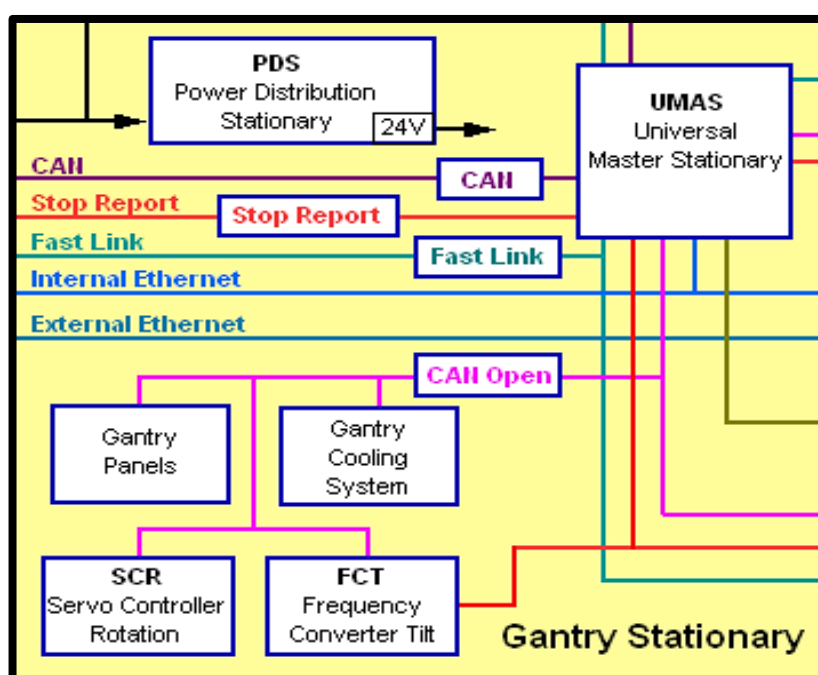 PDS
Power Distribution
Stationary
24V
UMAS
Universal
Master Stationary
CAN
CAN
Stop Report
Stop Report
Fast Link
Fast Link
Internal Ethernet
External Ethernet
CAN Open
Gantry
Panels
Gantry
Cooling
System
SCR
Servo Controller
Rotation
FCT
Frequency
Converter Tilt
Gantry Stationary